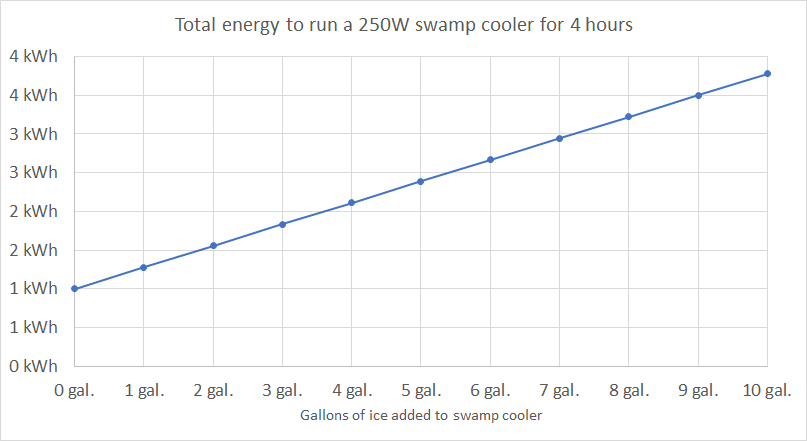 Total energy to run a 250W swamp cooler for 4 hours
4 kWh
4 kWh
3 kWh
3 kWh
2 kWh
2 kWh
1 kWh
1 kWh
0 kWh
0 gal. 1 gal. 2 gal. 3 gal. 4 gal. 5 gal. 6 gal. 7 gal. 8 gal. 9 gal. 10 gal.
Gallons of ice added to swamp cooler